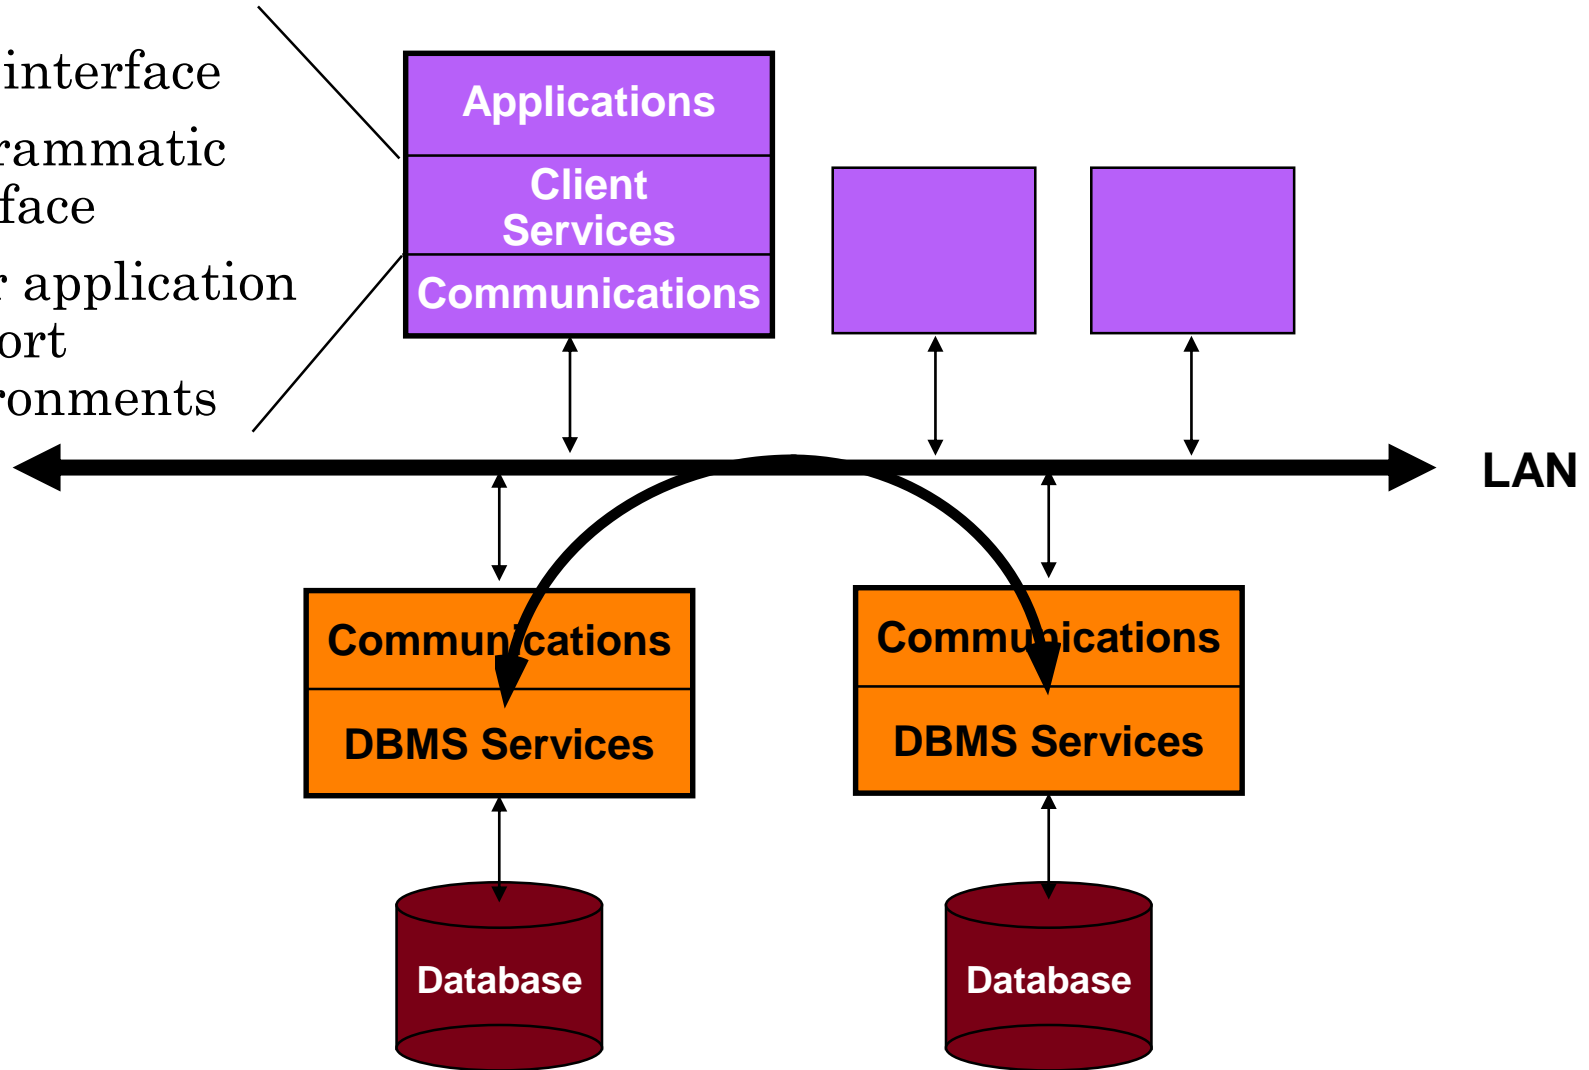 interface
rammatic
face
r application
ort
ronments
Applications
Client
Services
Communications
LAN
Communications
DBMS Services
Communications
DBMS Services
Database
Database